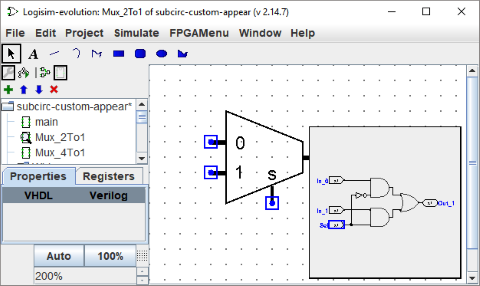 Logisim-evolution: Mux_2To1 of subcirc-custom-appear (v 2.14.7)
File Edit Project Simulate FPGAMenu Window Help
A
subcirc-custom-appear*
main
Mux_2To1
Mux_4To1
Properties Registers
VHDL Verilog
Auto 100%
200%
0
1
s
In_0
In_1
Sel
Out_1